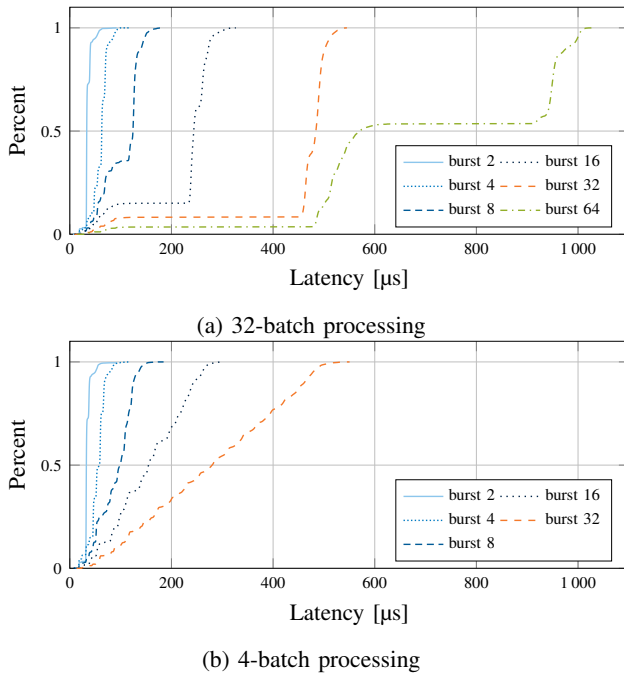 1
0.5
0
Percent
burst 2 burst 16
burst 4 burst 32
burst 8 burst 64
0 200 400 600 800 1 000
Latency [µs]
(a) 32-batch processing
1
0.5
0
Percent
burst 2 burst 16
burst 4 burst 32
burst 8
0 200 400 600 800 1 000
Latency [µs]
(b) 4-batch processing